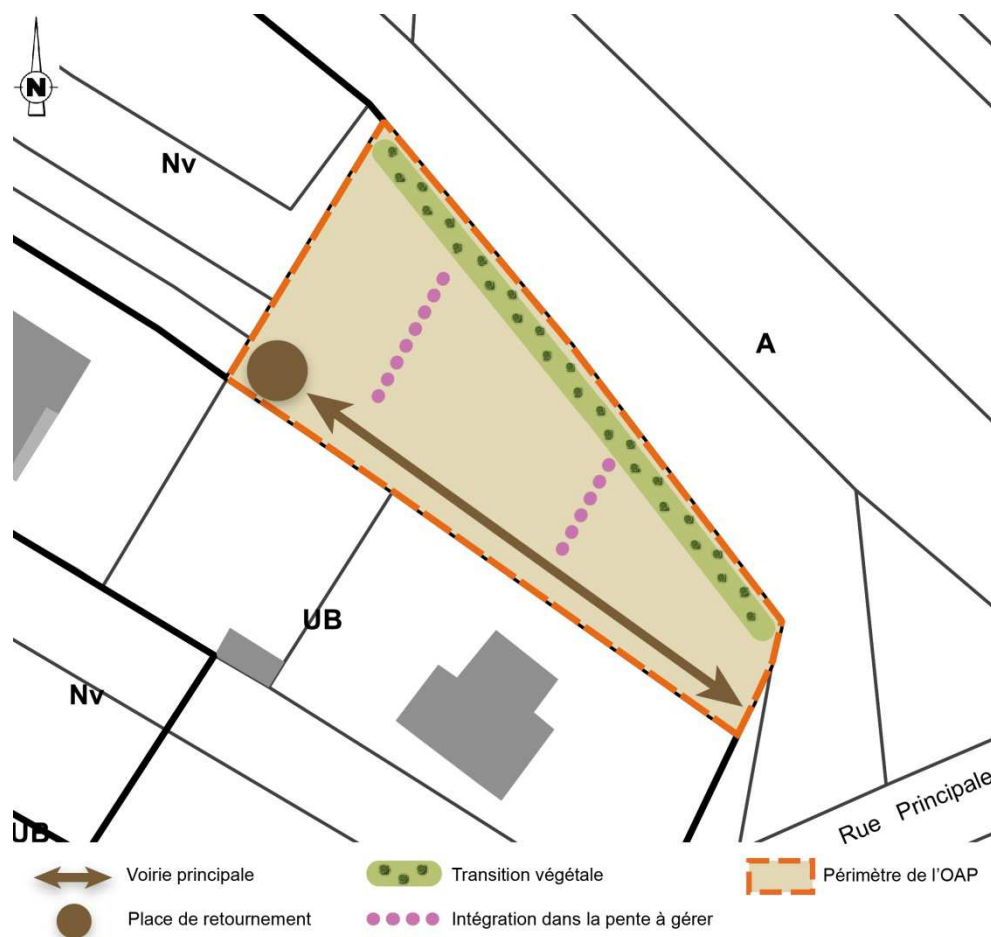 N
Nv
A
UB
Nv
UB
Rue Principale
Voirie principale
Transition végétale
Périmètre de l'OAP
Place de retournement
Intégration dans la pente à gérer